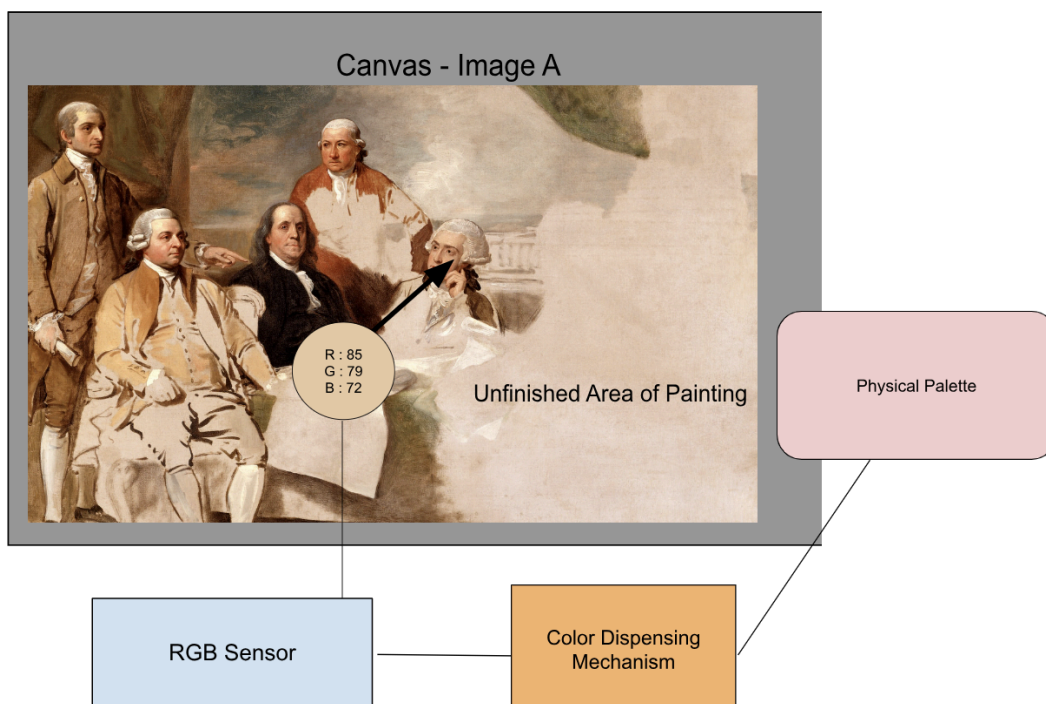 Canvas - Image A
R : 85
G : 79
B : 72
Unfinished Area of Painting
Physical Palette
RGB Sensor
Color Dispensing
Mechanism